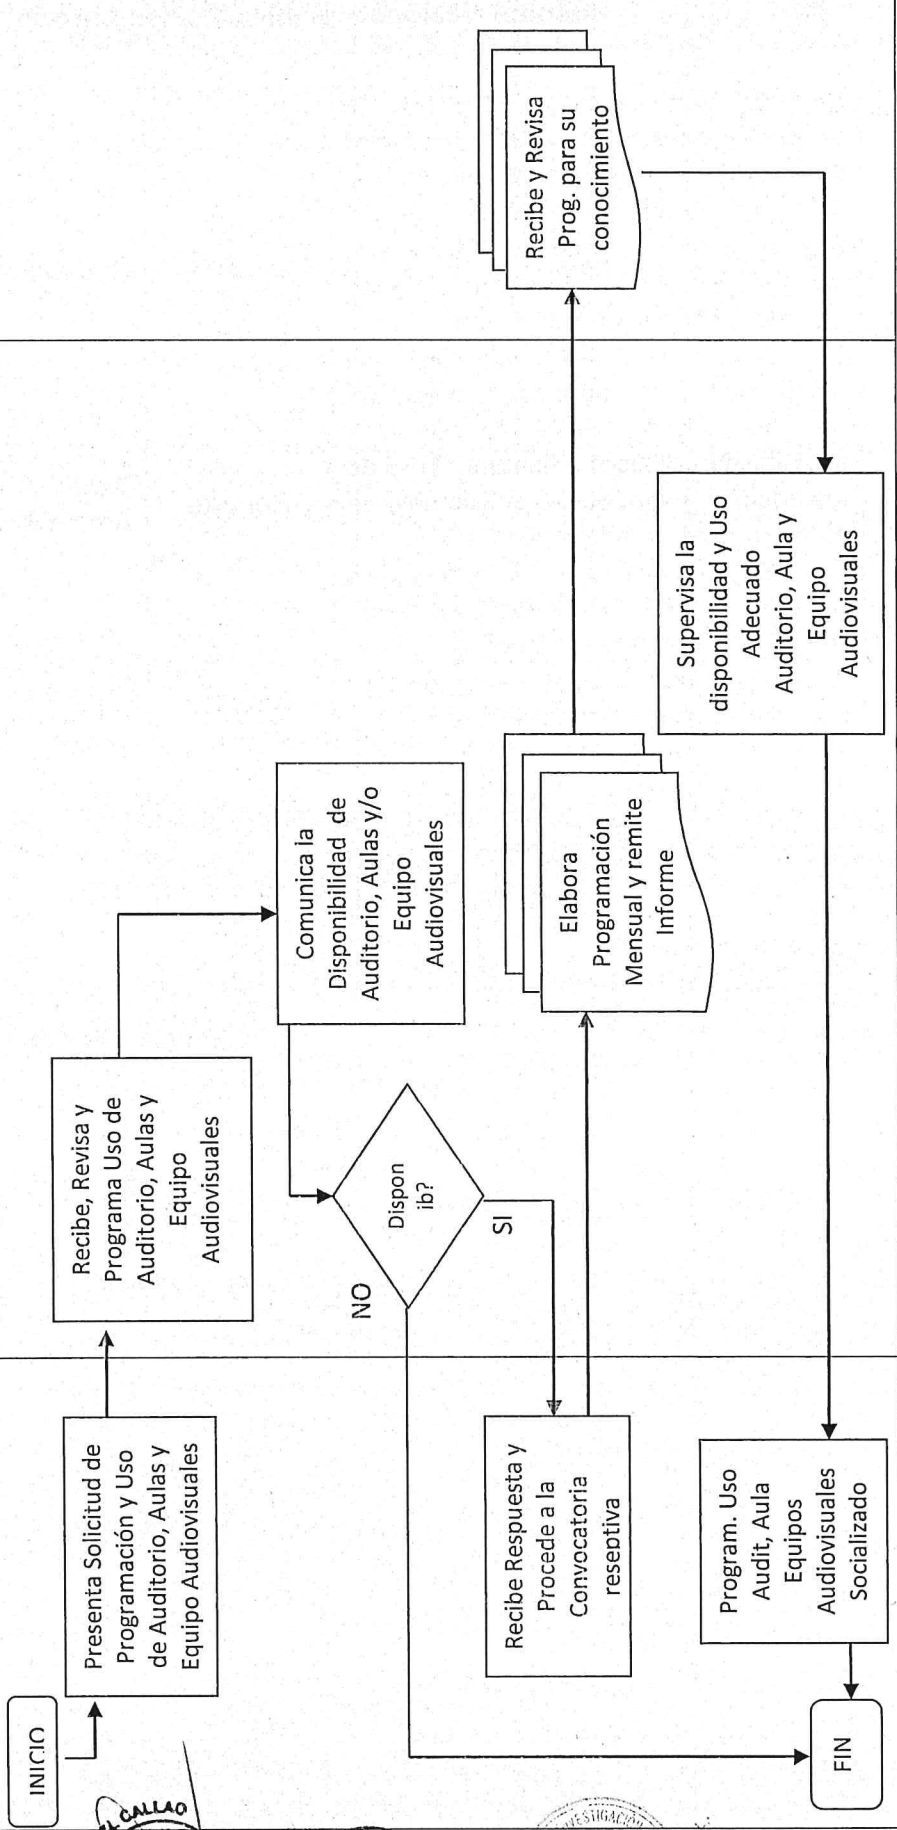 INICIO
Presenta Solicitud de
Programación y Uso
de Auditorio, Aulas y
Equipo Audiovisuales
Recibe, Revisa y
Programa Uso de
Auditorio, Aulas y
Equipo
Audiovisuales
Comunica la
Disponibilidad de
Auditorio, Aulas y/o
Equipo
Audiovisuales
Dispon
ib?
NO
SI
Recibe Respuesta y
Procede a la
Convocatoria
reseptiva
Elabora
Programación
Mensual y remite
Informe
Recibe y Revisa
Prog. para su
conocimiento
Supervisa la
disponibilidad y Uso
Adecuado
Auditorio, Aula y
Equipo
Audiovisuales
Program. Uso
Audit, Aula
Equipos
Audiovisuales
Socializado
FIN
CALLAO